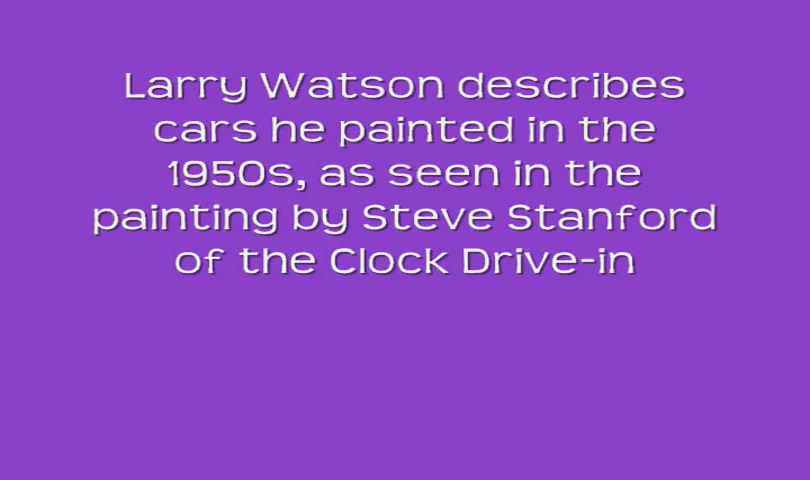 Larry Watson describes
cars he painted in the
1950s, as seen in the
painting by Steve Stanford
of the Clock Drive-in